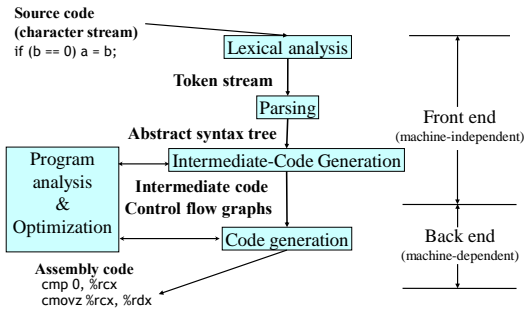 Source code
(character stream)
if (b == 0) a = b;
Lexical analysis
Token stream
Parsing
Abstract syntax tree
Intermediate-Code Generation
Program
analysis
&
Optimization
Intermediate code
Control flow graphs
Code generation
Assembly code
cmp 0, %rcx
cmovz %rcx, %rdx
Front end
(machine-independent)
Back end
(machine-dependent)